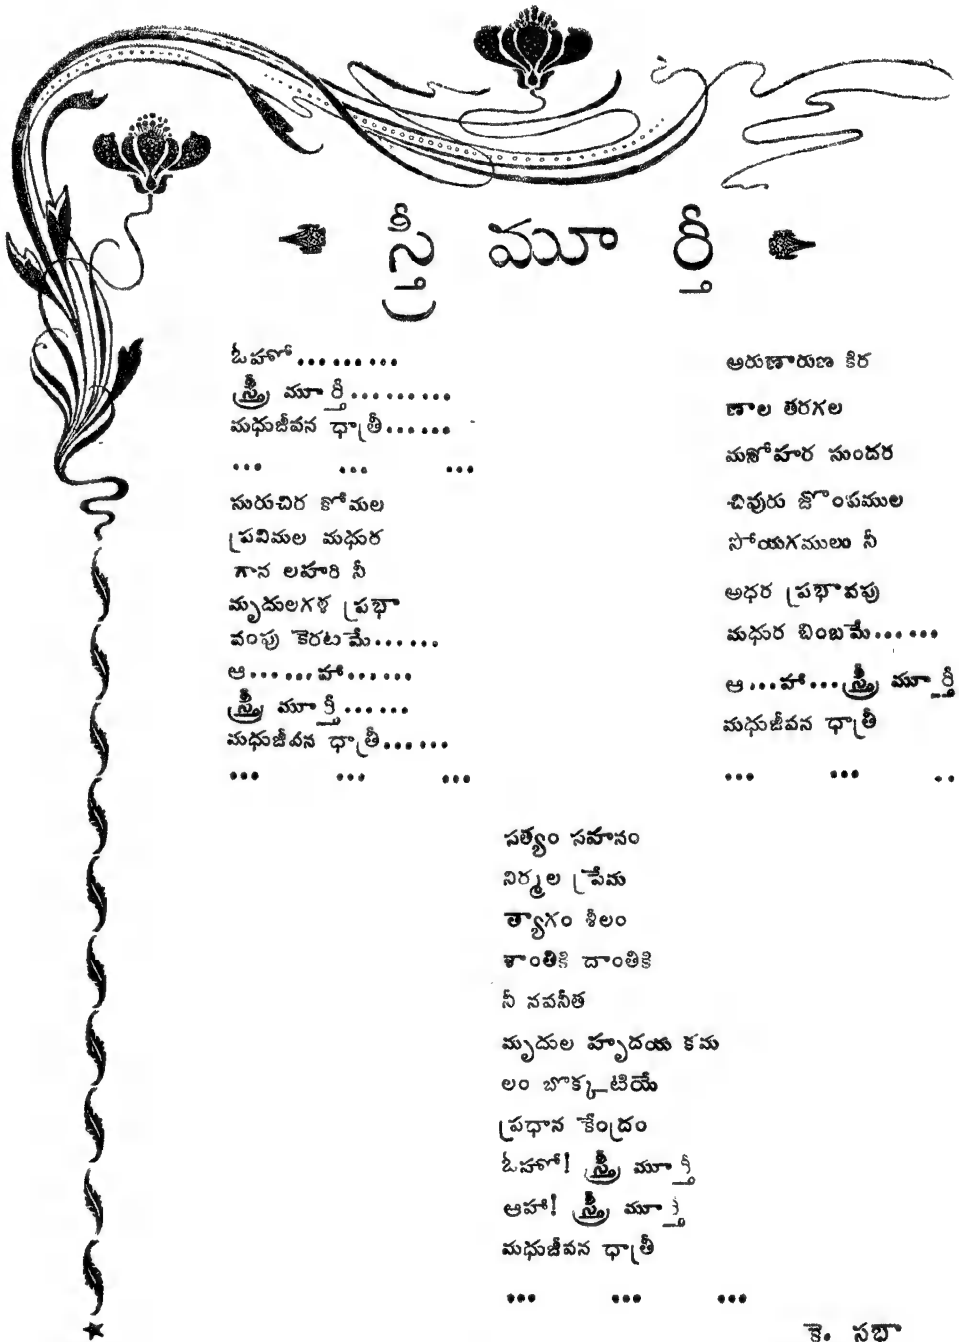 స్త్రీ మూర్తీ
ఓహో.........
స్త్రీ మూర్తీ.........
మధుజీవన ధాత్రీ......
... ... ...
సురుచిర కోమల
ప్రవిమల మధుర
గాన లహరి నీ
మృదులగళ ప్రభా
వంపు కెరటమే......
ఆ......హా......
స్త్రీ మూర్తీ......
మధుజీవన ధాత్రీ......
... ... ...
అరుణారుణ కిర
ణాల తరగల
మనోహర సుందర
చివురు జొంపముల
సోయగములు నీ
అధర ప్రభావపు
మధుర బింబమే......
ఆ...హా...స్త్రీ మూర్తీ
మధుజీవన ధాత్రీ
... ... ..
సత్యం సహనం
నిర్మల ప్రేమ
త్యాగం శీలం
శాంతికి దాంతికి
నీ నవనీత
మృదుల హృదయ కమ
లం బొక్కటియే
ప్రధాన కేంద్రం
ఓహో! స్త్రీ మూర్తీ
ఆహా! స్త్రీ మూర్తీ
మధుజీవన ధాత్రీ
... ... ...
కె. సభా